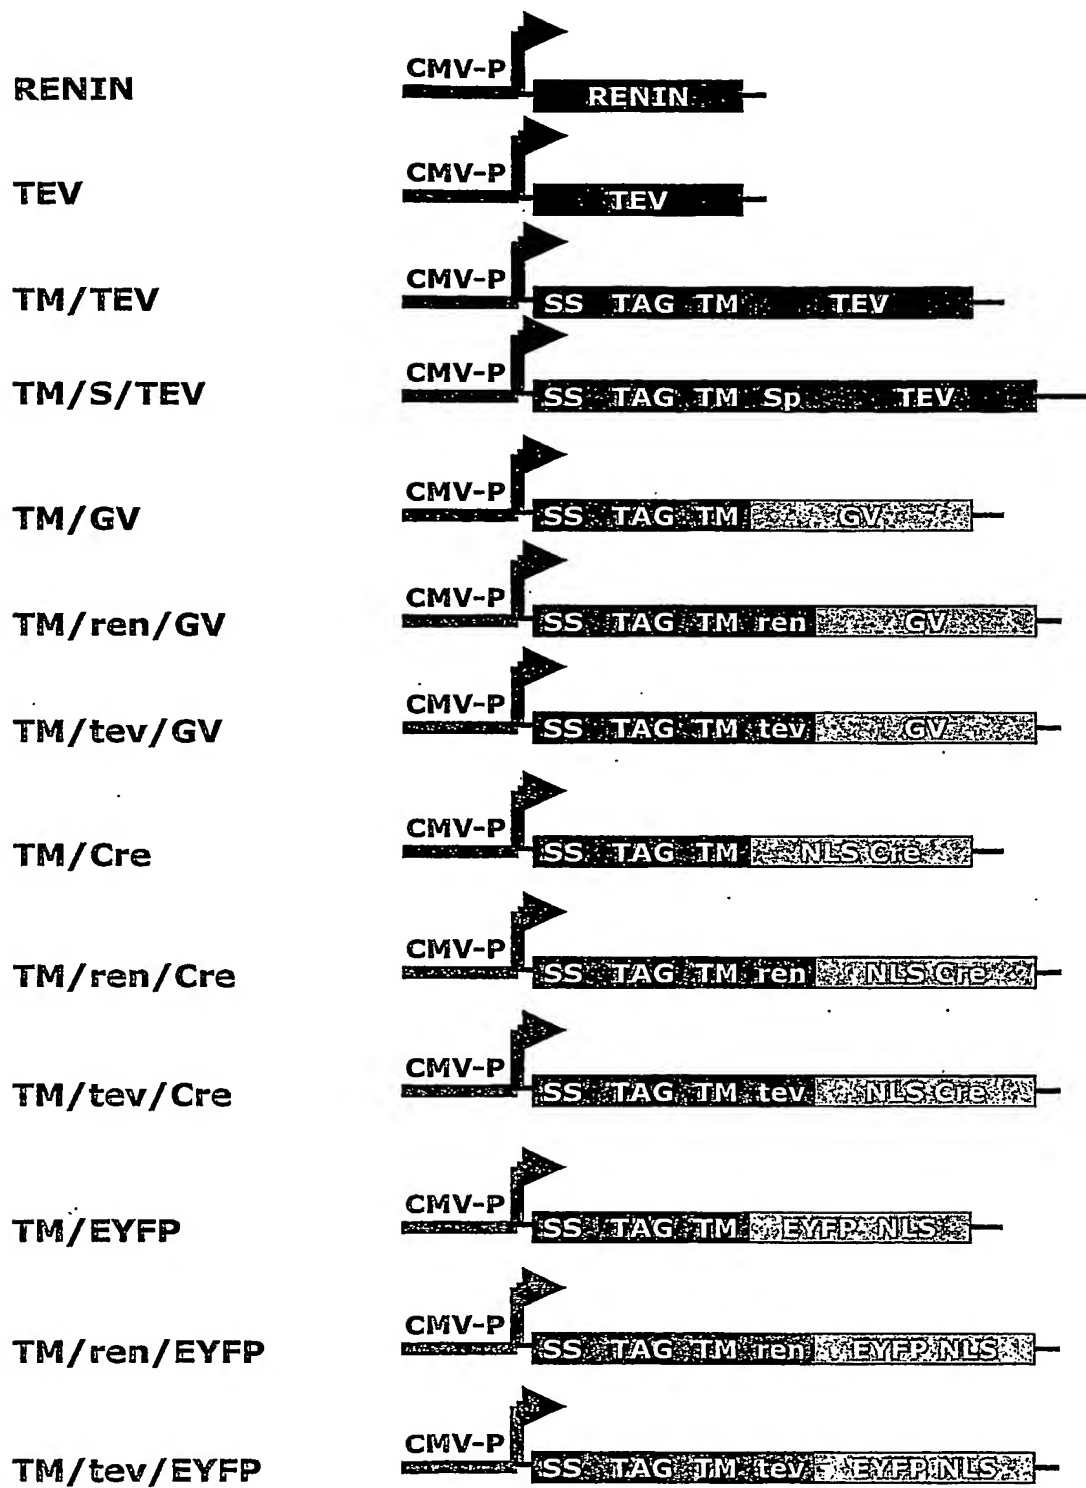 CMV-P
RENIN RENIN
CMV-P
TEV TEV
CMV-P
TM/TEV SS TAG TM TEV
CMV-P
TM/S/TEV SS TAG TM Sp TEV
CMV-P
TM/GV SS TAG TM GV
CMV-P
TM/ren/GV SS TAG TM ren GV
CMV-P
TM/tev/GV SS TAG TM tev GV
CMV-P
TM/Cre SS TAG TM NLS Cre
CMV-P
TM/ren/Cre SS TAG TM ren NLS Cre
CMV-P
TM/tev/Cre SS TAG TM tev NLS Cre
CMV-P
TM/EYFP SS TAG TM EYFP NLS
CMV-P
TM/ren/EYFP SS TAG TM ren EYFP NLS
CMV-P
TM/tev/EYFP SS TAG TM tev EYFP NLS